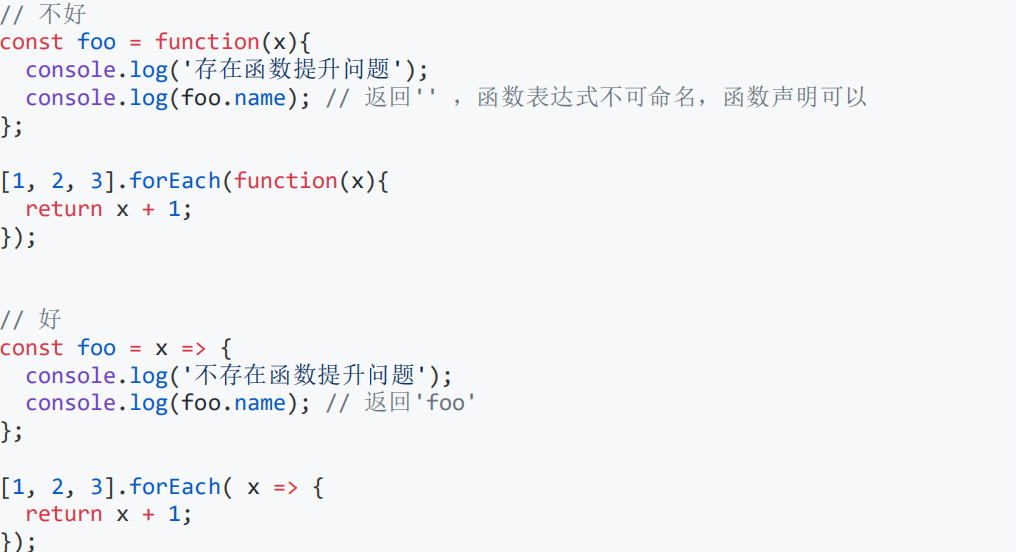 // 不好
const foo = function(x){
  console.log('存在函数提升问题');
  console.log(foo.name); // 返回'' ，函数表达式不可命名，函数声明可以
};
[1, 2, 3].forEach(function(x){
  return x + 1;
});
// 好
const foo = x => {
  console.log('不存在函数提升问题');
  console.log(foo.name); // 返回'foo'
};
[1, 2, 3].forEach( x => {
  return x + 1;
});